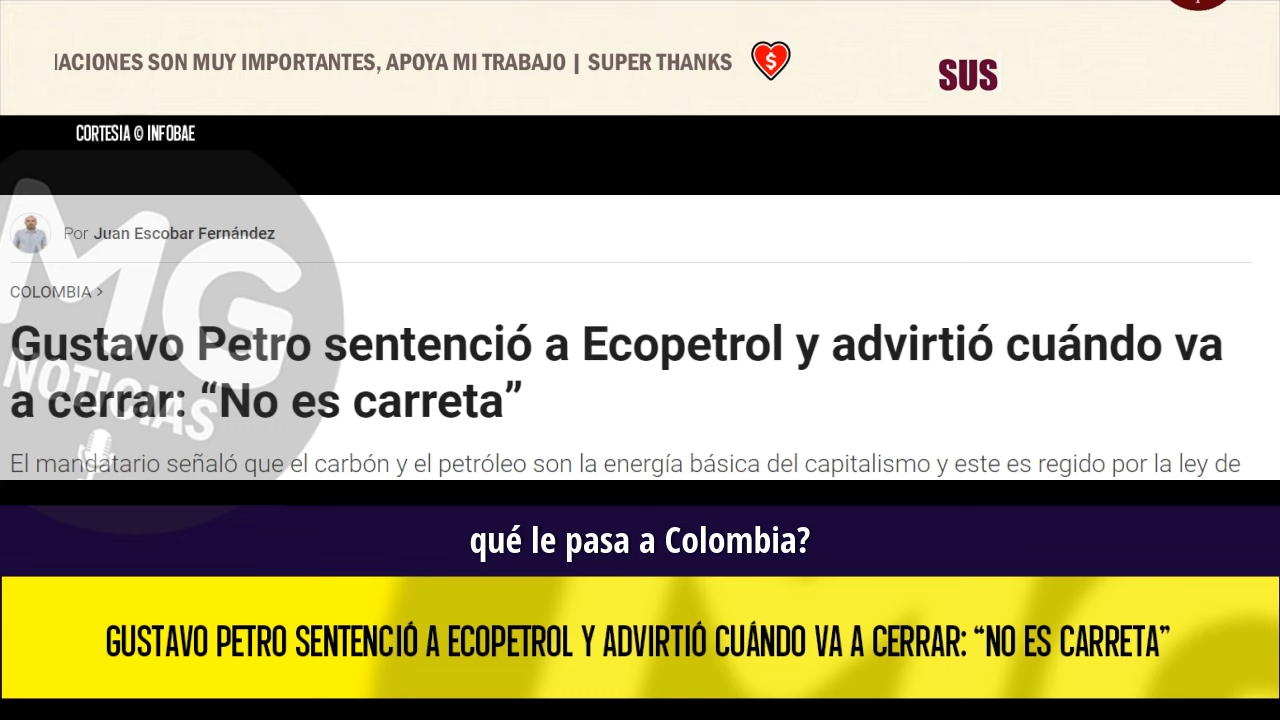 IACIONES SON MUY IMPORTANTES, APOYA MI TRABAJO | SUPER THANKS
SUS
CORTESIA © INFOBAE
Por Juan Escobar Fernández
COLOMBIA >
Gustavo Petro sentenció a Ecopetrol y advirtió cuándo va
a cerrar: “No es carreta”
El mandatario señaló que el carbón y el petróleo son la energía básica del capitalismo y este es regido por la ley de
MG
NOTICIAS
qué le pasa a Colombia?
GUSTAVO PETRO SENTENCIÓ A ECOPETROL Y ADVIRTIÓ CUÁNDO VA A CERRAR: “NO ES CARRETA”